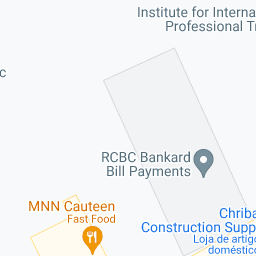 Institute for Interna
Professional Tr
c
RCBC Bankard
Bill Payments
MNN Cauteen
Fast Food
Chriba
Construction Supp
Loja de artig
doméstico